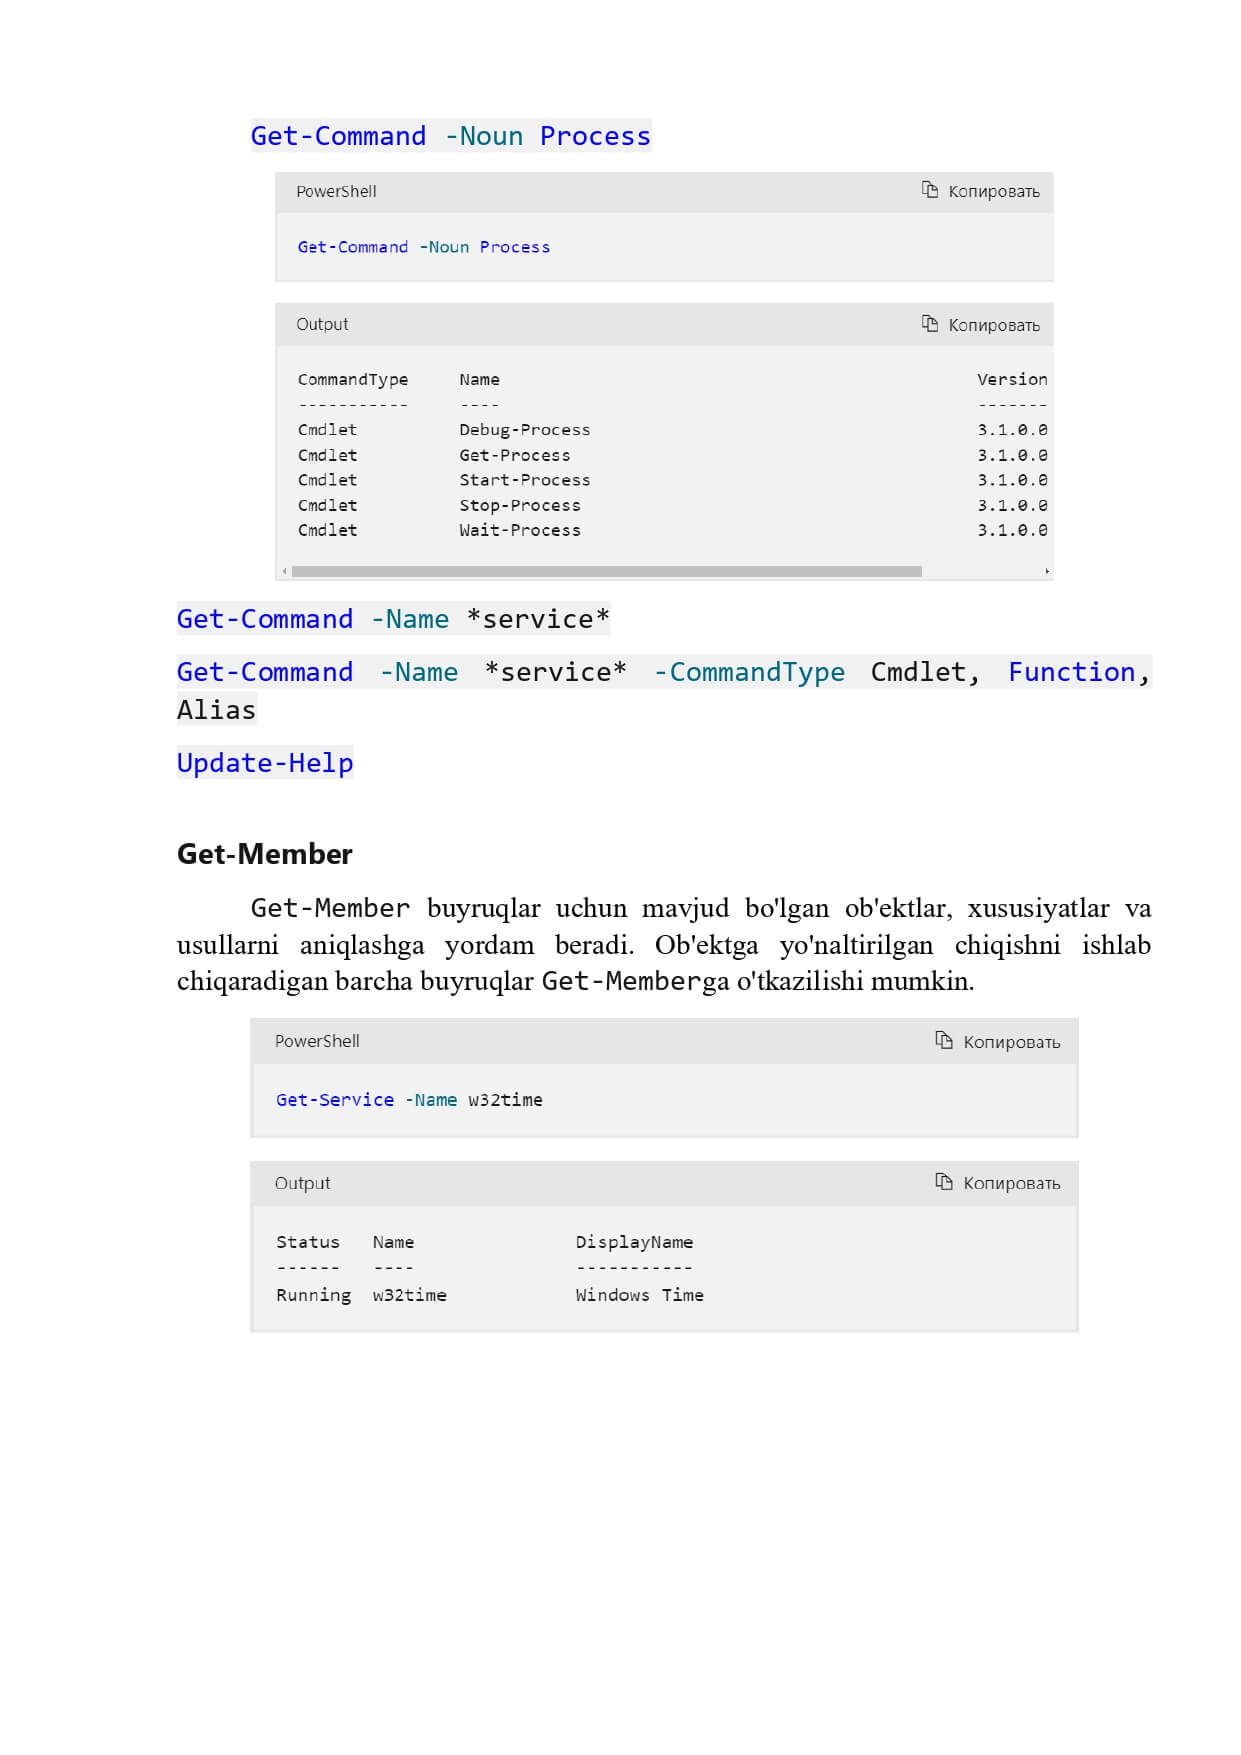 Get-Command -Noun Process
PowerShell Копировать
Get-Command -Noun Process
Output Копировать
CommandType Name Version
----------- ---- -------
Cmdlet Debug-Process 3.1.0.0
Cmdlet Get-Process 3.1.0.0
Cmdlet Start-Process 3.1.0.0
Cmdlet Stop-Process 3.1.0.0
Cmdlet Wait-Process 3.1.0.0
Get-Command -Name *service*
Get-Command -Name *service* -CommandType Cmdlet, Function,
Alias
Update-Help
Get-Member
Get-Member buyruqlar uchun mavjud bo'lgan ob'ektlar, xususiyatlar va
usullarni aniqlashga yordam beradi. Ob'ektga yo'naltirilgan chiqishni ishlab
chiqaradigan barcha buyruqlar Get-Memberga o'tkazilishi mumkin.
PowerShell Копировать
Get-Service -Name w32time
Output Копировать
Status Name DisplayName
------ ---- -----------
Running w32time Windows Time